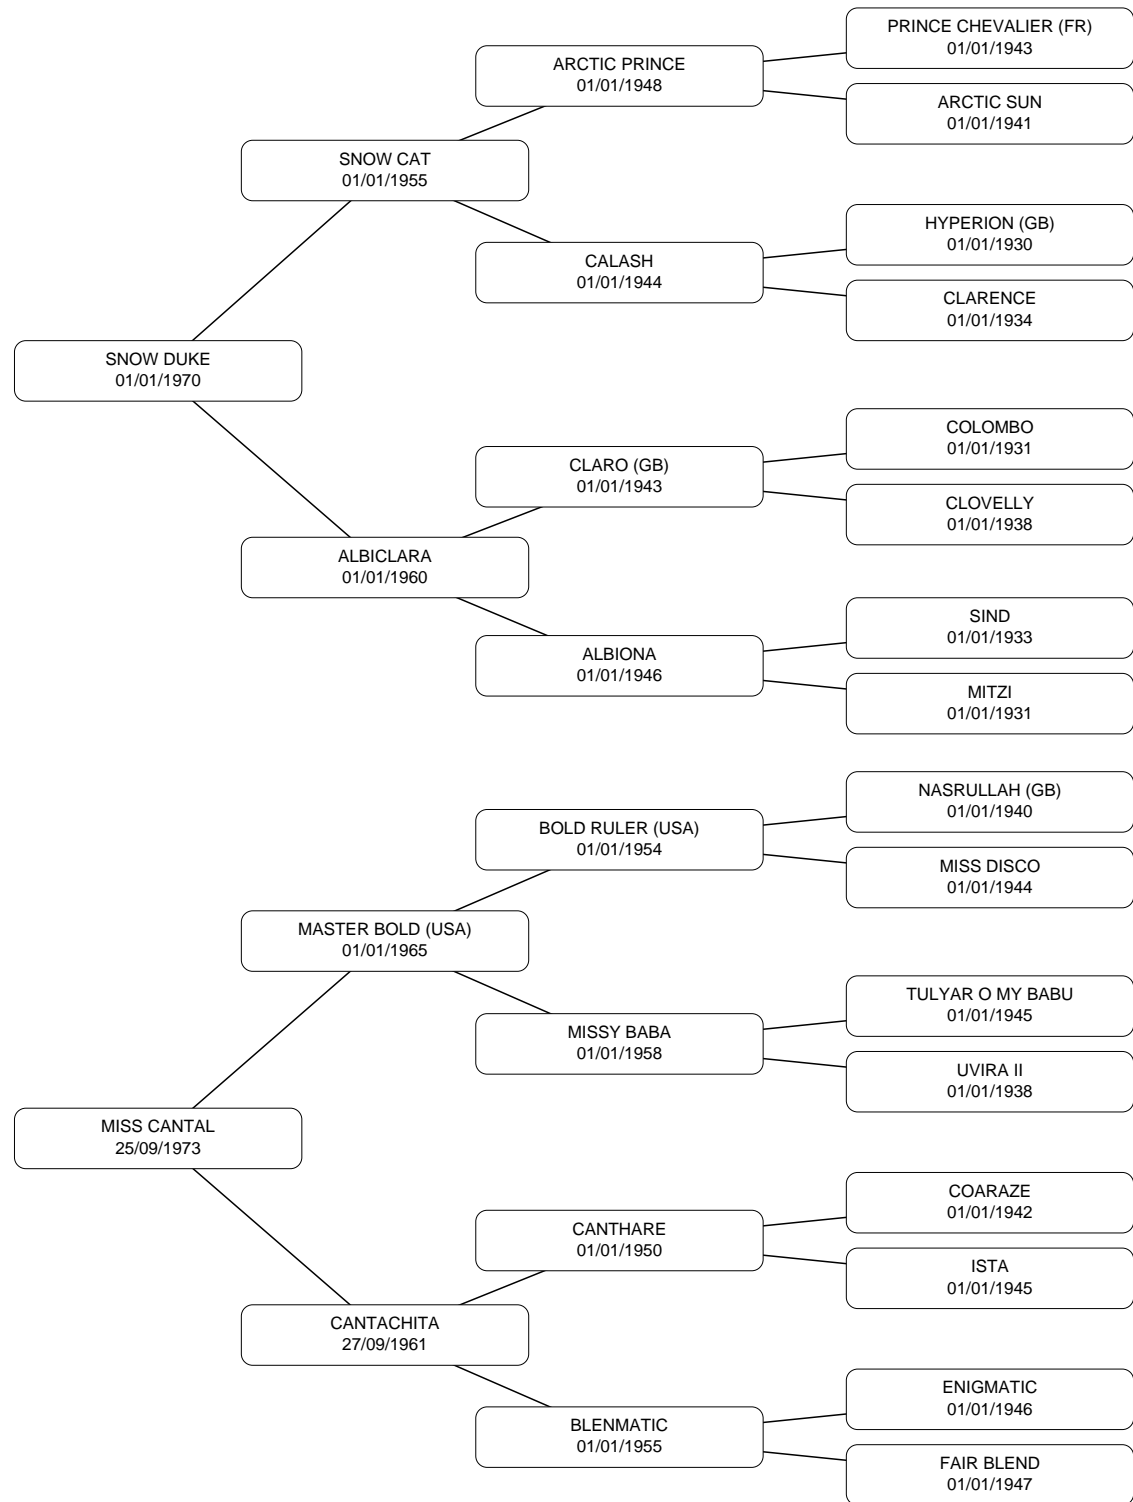 PRINCE CHEVALIER (FR)
01/01/1943
ARCTIC PRINCE
01/01/1948
ARCTIC SUN
01/01/1941
SNOW CAT
01/01/1955
HYPERION (GB)
01/01/1930
CALASH
01/01/1944
CLARENCE
01/01/1934
SNOW DUKE
01/01/1970
COLOMBO
01/01/1931
CLARO (GB)
01/01/1943
CLOVELLY
01/01/1938
ALBICLARA
01/01/1960
SIND
01/01/1933
ALBIONA
01/01/1946
MITZI
01/01/1931
NASRULLAH (GB)
01/01/1940
BOLD RULER (USA)
01/01/1954
MISS DISCO
01/01/1944
MASTER BOLD (USA)
01/01/1965
TULYAR O MY BABU
01/01/1945
MISSY BABA
01/01/1958
UVIRA II
01/01/1938
MISS CANTAL
25/09/1973
COARAZE
01/01/1942
CANTHARE
01/01/1950
ISTA
01/01/1945
CANTACHITA
27/09/1961
ENIGMATIC
01/01/1946
BLENMATIC
01/01/1955
FAIR BLEND
01/01/1947